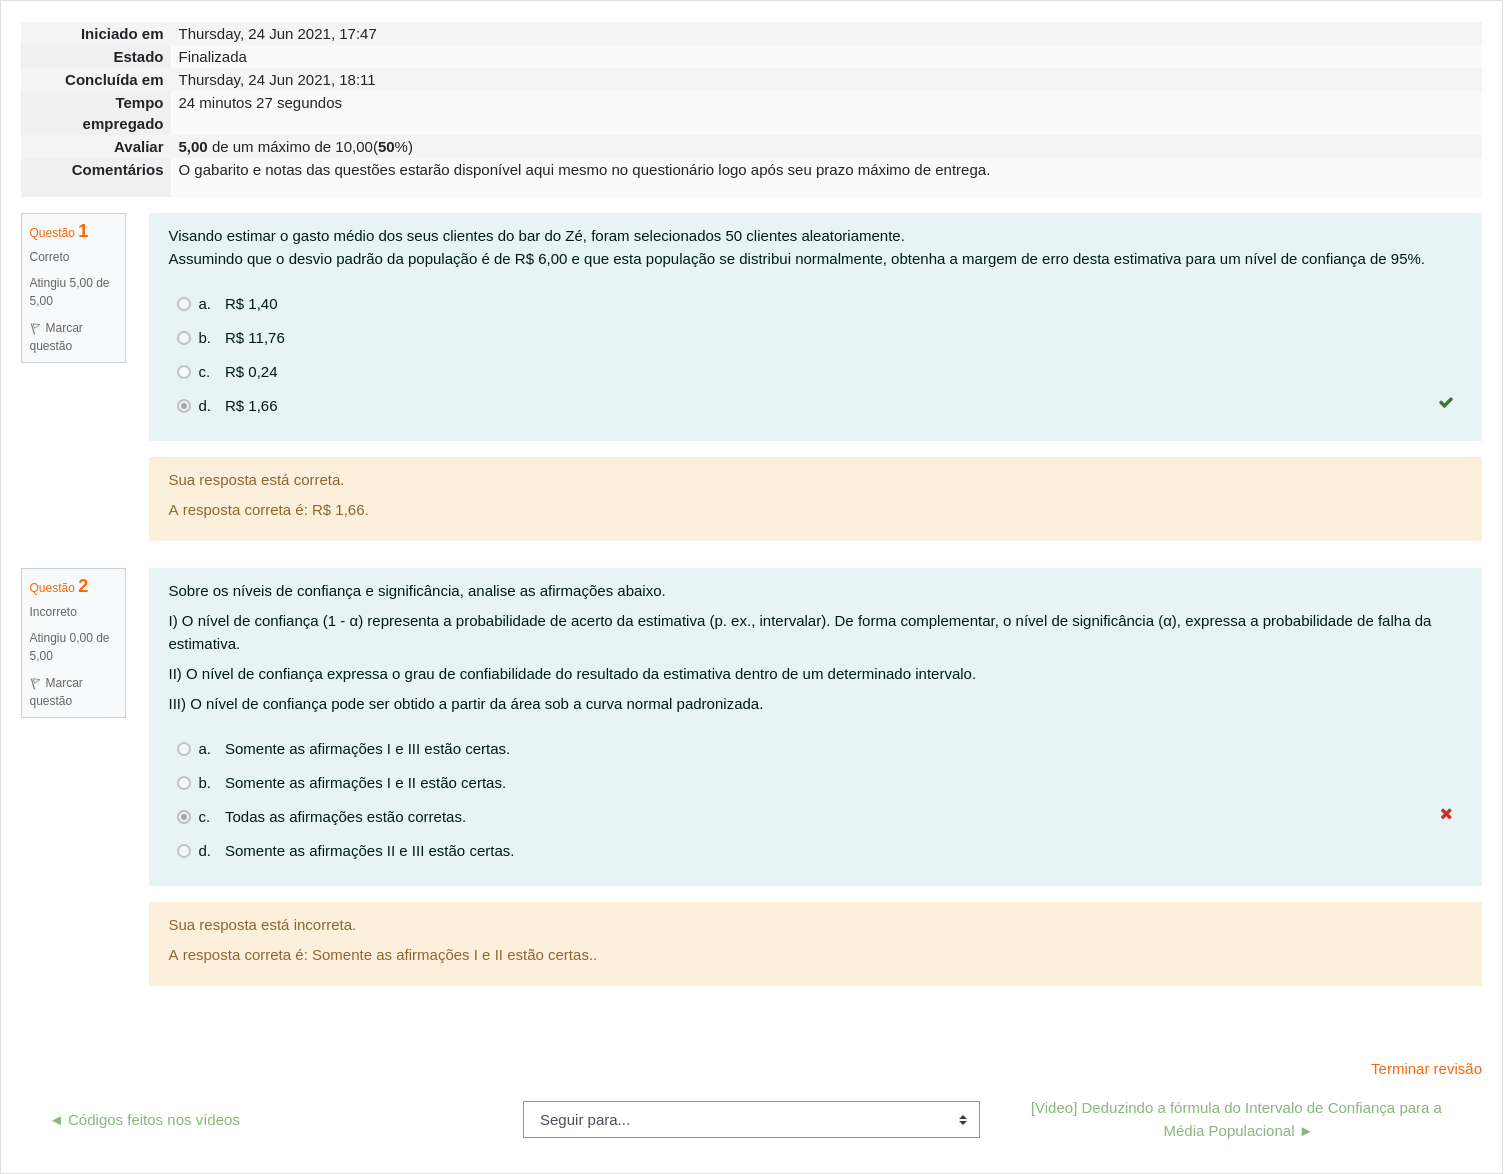 Iniciado em Thursday, 24 Jun 2021, 17:47
Estado Finalizada
Concluída em Thursday, 24 Jun 2021, 18:11
Tempo empregado 24 minutos 27 segundos
Avaliar 5,00 de um máximo de 10,00(50%)
Comentários O gabarito e notas das questões estarão disponível aqui mesmo no questionário logo após seu prazo máximo de entrega.
Questão 1
Correto
Atingiu 5,00 de
5,00
Marcar
questão
Visando estimar o gasto médio dos seus clientes do bar do Zé, foram selecionados 50 clientes aleatoriamente.
Assumindo que o desvio padrão da população é de R$ 6,00 e que esta população se distribui normalmente, obtenha a margem de erro desta estimativa para um nível de confiança de 95%.
a. R$ 1,40
b. R$ 11,76
c. R$ 0,24
d. R$ 1,66
Sua resposta está correta.
A resposta correta é: R$ 1,66.
Questão 2
Incorreto
Atingiu 0,00 de
5,00
Marcar
questão
Sobre os níveis de confiança e significância, analise as afirmações abaixo.
I) O nível de confiança (1 - α) representa a probabilidade de acerto da estimativa (p. ex., intervalar). De forma complementar, o nível de significância (α), expressa a probabilidade de falha da
estimativa.
II) O nível de confiança expressa o grau de confiabilidade do resultado da estimativa dentro de um determinado intervalo.
III) O nível de confiança pode ser obtido a partir da área sob a curva normal padronizada.
a. Somente as afirmações I e III estão certas.
b. Somente as afirmações I e II estão certas.
c. Todas as afirmações estão corretas.
d. Somente as afirmações II e III estão certas.
Sua resposta está incorreta.
A resposta correta é: Somente as afirmações I e II estão certas..
Terminar revisão
◄ Códigos feitos nos vídeos
Seguir para...
[Video] Deduzindo a fórmula do Intervalo de Confiança para a
Média Populacional ►